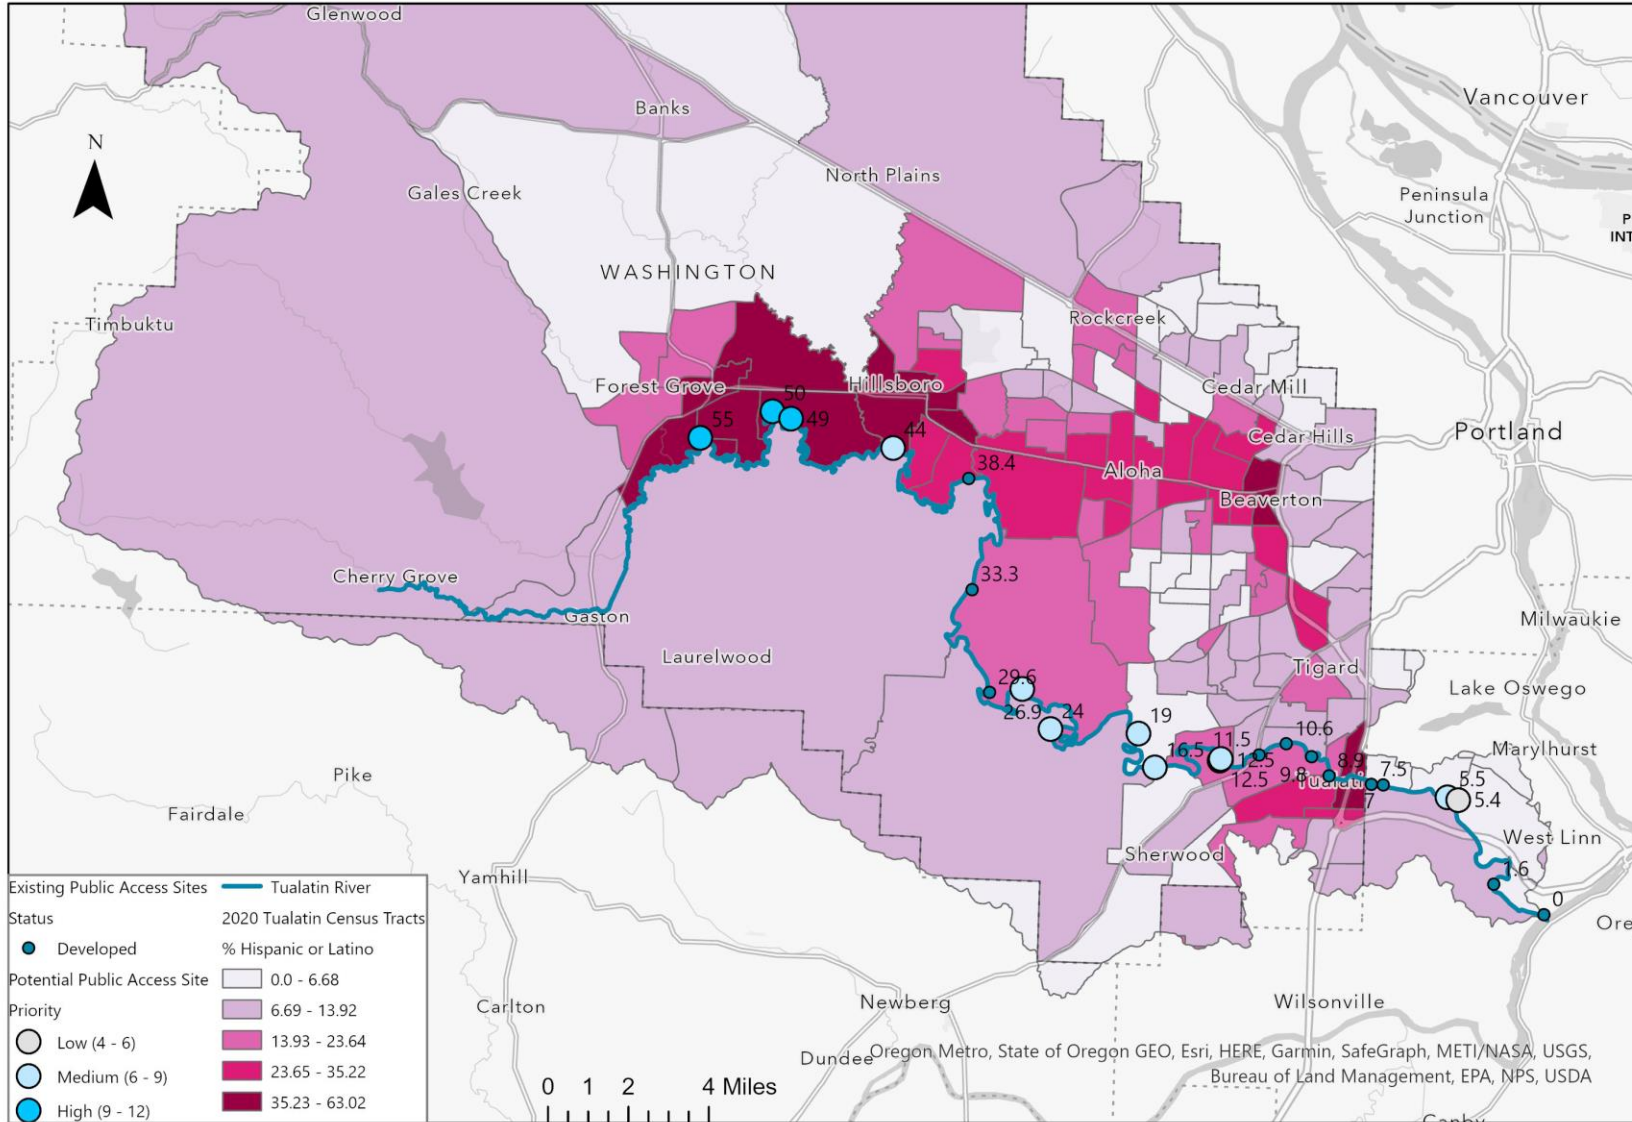 Glenwood
Vancouver
Banks
N
North Plains
Gales Creek
Peninsula
Junction
P
INT
WASHINGTON
Timbuktu
Rockcreek
Forest Grove
Hillsboro
Cedar Mill
50
49
55
44
Cedar Hills
Portland
38.4
Aloha
Beaverton
Cherry Grove
33.3
Gaston
Milwaukie
Laurelwood
Tigard
29.6
Lake Oswego
26.9
24
19
10.6
11.5
16.5
12.5
12.5
9.8
8.9
7.5
7
Marylhurst
5.5
5.4
Pike
Fairdale
West Linn
Sherwood
1.6
0
Ore
Yamhill
Carlton
Newberg
Wilsonville
Dundee
Canby
Existing Public Access Sites
Status
Developed
Potential Public Access Site
Priority
Low (4 - 6)
Medium (6 - 9)
High (9 - 12)
Tualatin River
2020 Tualatin Census Tracts
% Hispanic or Latino
0.0 - 6.68
6.69 - 13.92
13.93 - 23.64
23.65 - 35.22
35.23 - 63.02
0 1 2 4 Miles
Oregon Metro, State of Oregon GEO, Esri, HERE, Garmin, SafeGraph, METI/NASA, USGS,
Bureau of Land Management, EPA, NPS, USDA